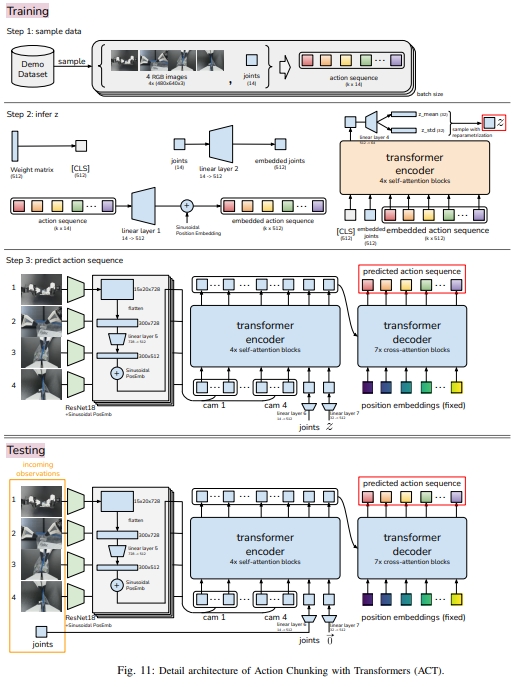 Training
Step 1: sample data
Demo
Dataset
sample
4 RGB images
4x (480x640x3)
,
joints
(14)
action sequence
(k x 14)
batch size
Step 2: infer z
Weight matrix
(512)
[CLS]
(512)
joints
(14)
linear layer 2
14 -> 512
embedded joints
(512)
action sequence
(k x 14)
linear layer 1
14 -> 512
Sinusoidal
Position Embedding
embedded action sequence
(k x 512)
linear layer 4
z_mean (32)
z_std (32)
sample with
reparametrization
z
transformer
encoder
4x self-attention blocks
[CLS]
(512)
embedded
joints
(512)
embedded action sequence
(k x 512)
Step 3: predict action sequence
1
2
3
4
ResNet18
+Sinusoidal PosEmb
15x20x728
flatten
300x728
linear layer 5
728 -> 512
300x512
Sinusoidal
PosEmb
transformer
encoder
4x self-attention blocks
cam 1
cam 4
linear layer 6
14 -> 512
linear layer 7
32 -> 512
joints
z
predicted action sequence
transformer
decoder
7x cross-attention blocks
position embeddings (fixed)
Testing
incoming
observations
1
2
3
4
joints
ResNet18
+Sinusoidal PosEmb
15x20x728
flatten
300x728
linear layer 5
728 -> 512
300x512
Sinusoidal
PosEmb
transformer
encoder
4x self-attention blocks
cam 1
cam 4
linear layer 6
14 -> 512
linear layer 7
32 -> 512
joints
0
predicted action sequence
transformer
decoder
7x cross-attention blocks
position embeddings (fixed)
Fig. 11: Detail architecture of Action Chunking with Transformers (ACT).